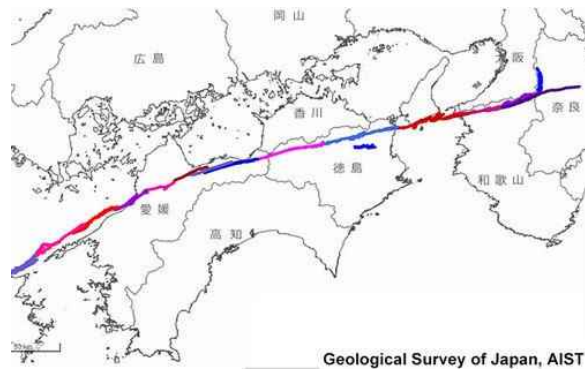 岡山
広島
大阪
香川
奈良
徳島
愛媛
和歌山
高知
Geological Survey of Japan, AIST